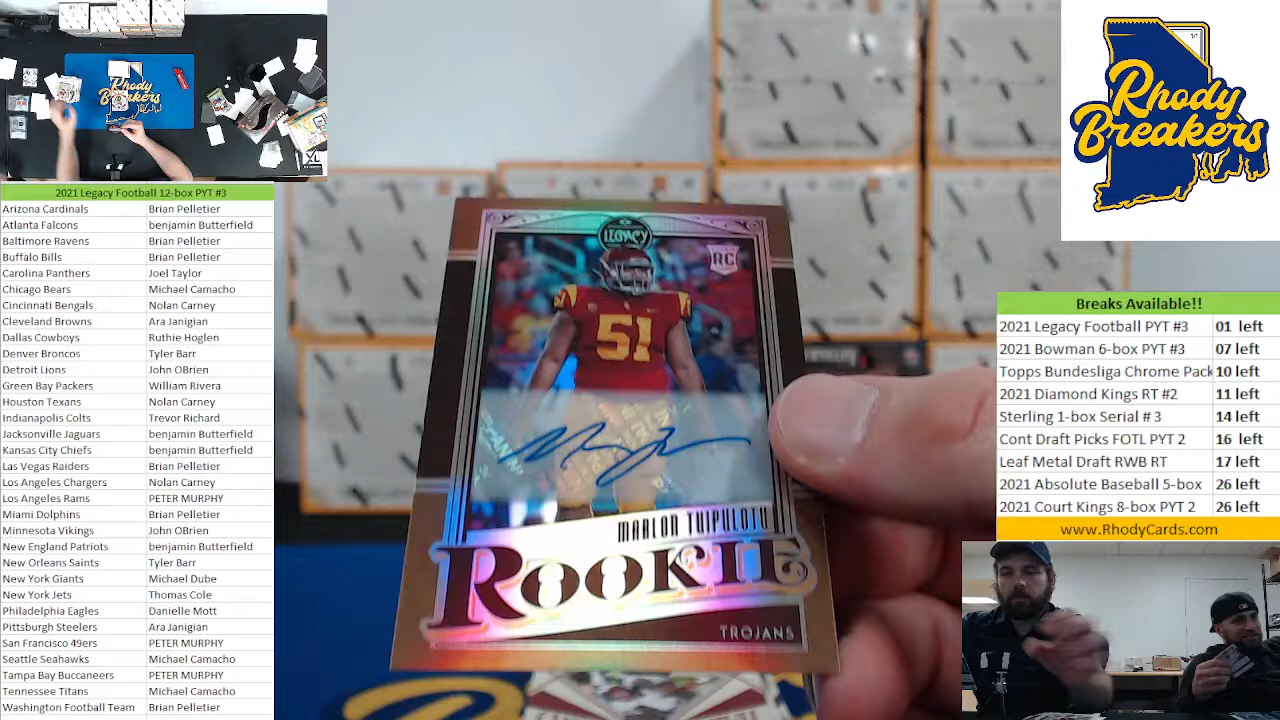 Rhody
Breakers
2021 Legacy Football 12-box PYT #3
Arizona Cardinals Brian Pelletier
Atlanta Falcons benjamin Butterfield
Baltimore Ravens Brian Pelletier
Buffalo Bills Brian Pelletier
Carolina Panthers Joel Taylor
Chicago Bears Michael Camacho
Cincinnati Bengals Nolan Carney
Cleveland Browns Ara Janigian
Dallas Cowboys Ruthie Hoglen
Denver Broncos Tyler Barr
Detroit Lions John OBrien
Green Bay Packers William Rivera
Houston Texans Nolan Carney
Indianapolis Colts Trevor Richard
Jacksonville Jaguars benjamin Butterfield
Kansas City Chiefs benjamin Butterfield
Las Vegas Raiders Brian Pelletier
Los Angeles Chargers Nolan Carney
Los Angeles Rams PETER MURPHY
Miami Dolphins Brian Pelletier
Minnesota Vikings John OBrien
New England Patriots benjamin Butterfield
New Orleans Saints Tyler Barr
New York Giants Michael Dube
New York Jets Thomas Cole
Philadelphia Eagles Danielle Mott
Pittsburgh Steelers Ara Janigian
San Francisco 49ers PETER MURPHY
Seattle Seahawks Michael Camacho
Tampa Bay Buccaneers PETER MURPHY
Tennessee Titans Michael Camacho
Washington Football Team Brian Pelletier
LEGACY
RC
51
MARLON TUIPULOTU
ROOKIE
TROJANS
Rhody
Breakers
Breaks Available!!
2021 Legacy Football PYT #3 01 left
2021 Bowman 6-box PYT #3 07 left
Topps Bundesliga Chrome Pack 10 left
2021 Diamond Kings RT #2 11 left
Sterling 1-box Serial # 3 14 left
Cont Draft Picks FOTL PYT 2 16 left
Leaf Metal Draft RWB RT 17 left
2021 Absolute Baseball 5-box 26 left
2021 Court Kings 8-box PYT 2 26 left
www.RhodyCards.com
XL